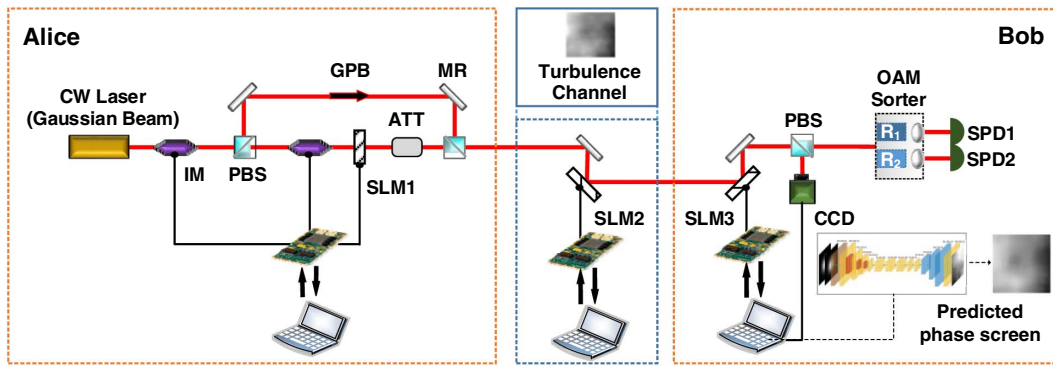 Alice
CW Laser
(Gaussian Beam)
IM
PBS
GPB
MR
ATT
SLM1
Turbulence
Channel
SLM2
Bob
OAM
Sorter
PBS
R1
R2
SPD1
SPD2
SLM3
CCD
Predicted
phase screen